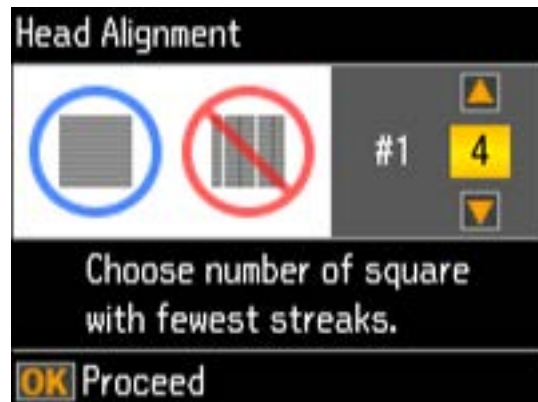 Head Alignment
#1 4
Choose number of square
with fewest streaks.
OK Proceed